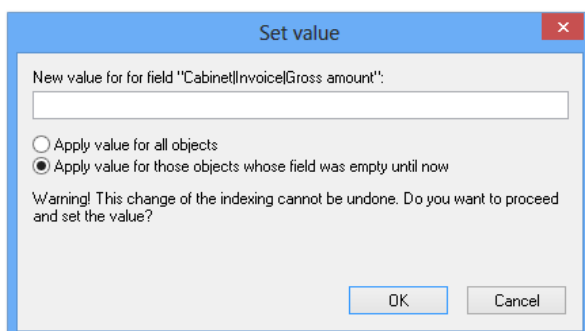 Set value
New value for for field "Cabinet|Invoice|Gross amount":
Apply value for all objects
Apply value for those objects whose field was empty until now
Warning! This change of the indexing cannot be undone. Do you want to proceed
and set the value?
OK
Cancel